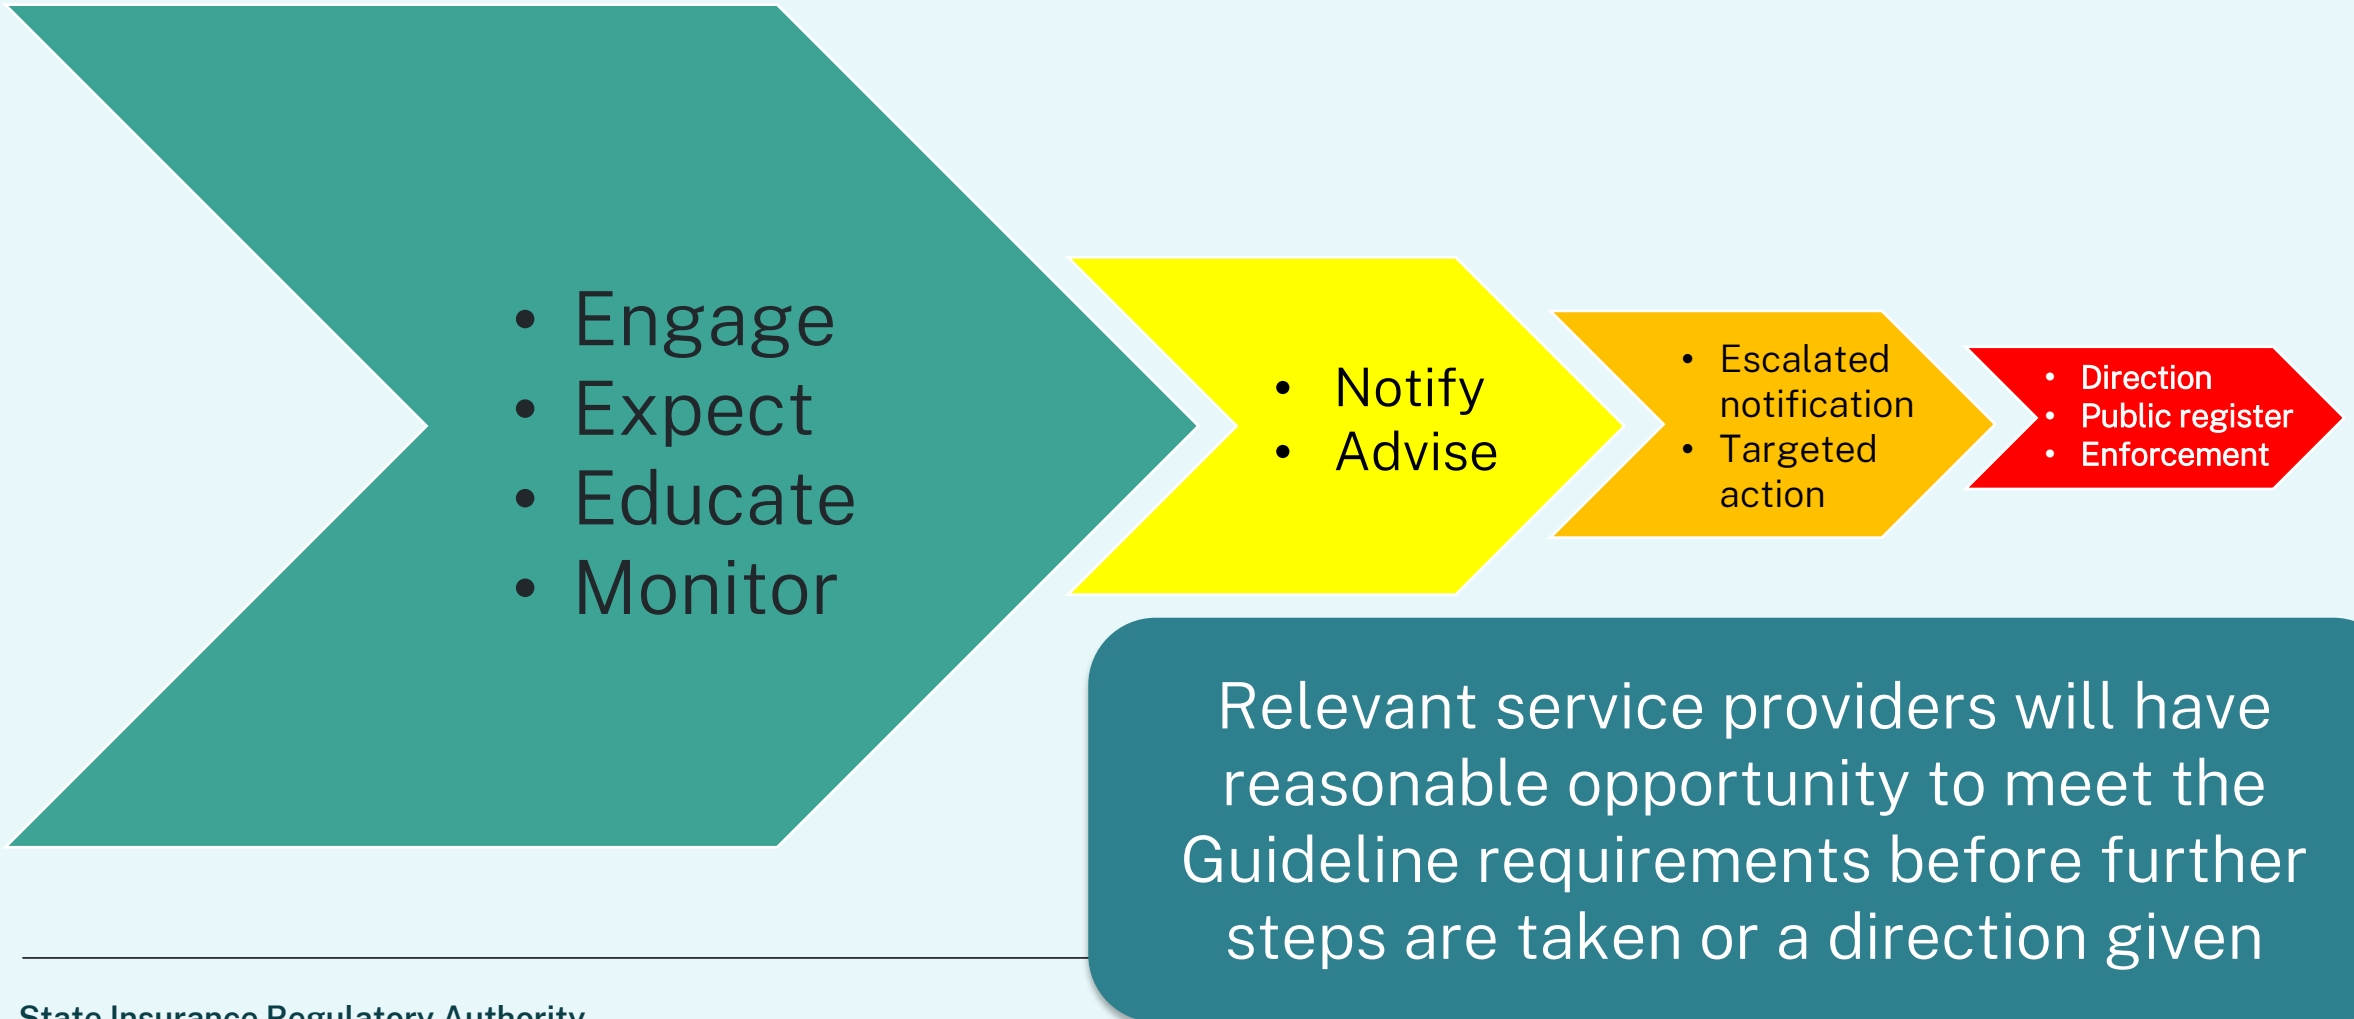 • Engage
• Expect
• Educate
• Monitor
• Notify
• Advise
• Escalated
notification
• Targeted
action
• Direction
• Public register
• Enforcement
Relevant service providers will have
reasonable opportunity to meet the
Guideline requirements before further
steps are taken or a direction given
State Insurance Regulatory Authority